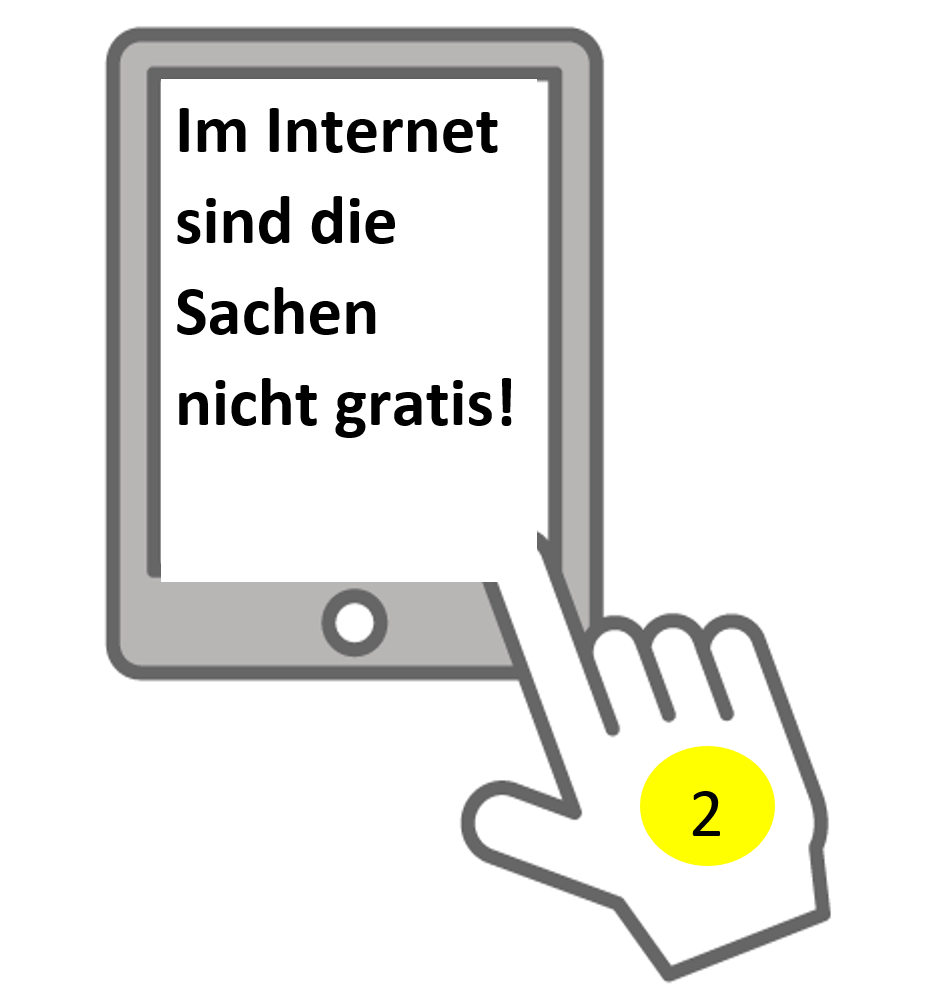 Im Internet
sind die
Sachen
nicht gratis!
2